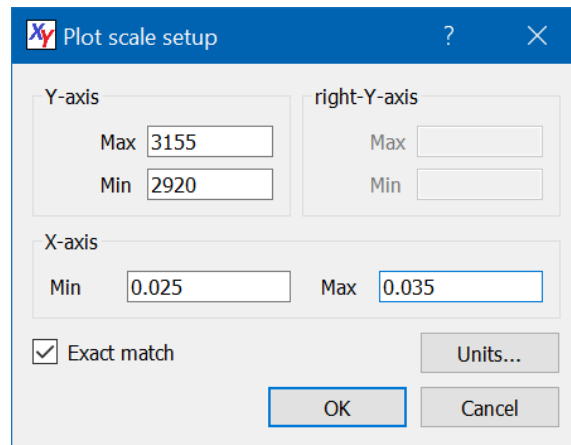 XY Plot scale setup ? ×
Y-axis
Max 3155
Min 2920
right-Y-axis
Max
Min
X-axis
Min 0.025 Max 0.035
Exact match Units...
OK Cancel